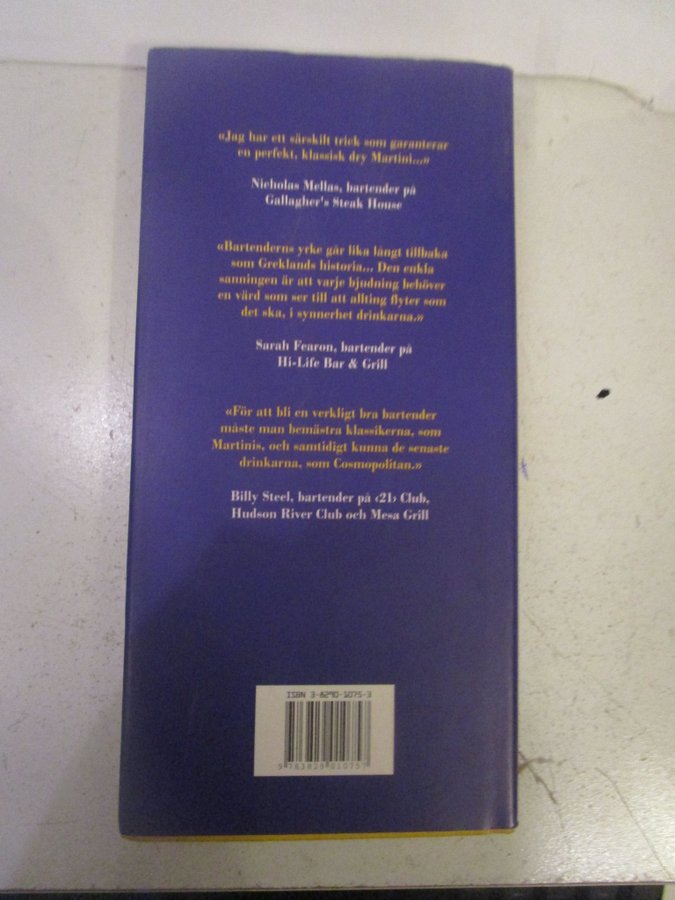 «Jag har ett särskilt trick som garanterar
en perfekt, klassisk dry Martini...»
Nicholas Mellas, bartender på
Gallagher's Steak House
«Bartenderns yrke går lika långt tillbaka
som Greklands historia... Den enkla
sanningen är att varje bjudning behöver
en värd som ser till att allting flyter som
det ska, i synnerhet drinkarna.»
Sarah Fearon, bartender på
Hi-Life Bar & Grill
«För att bli en verkligt bra bartender
måste man bemästra klassikerna, som
Martinis, och samtidigt kunna de senaste
drinkarna, som Cosmopolitan.»
Billy Steel, bartender på ‹21› Club,
Hudson River Club och Mesa Grill
ISBN 3-8290-1075-3
9 783829 010757